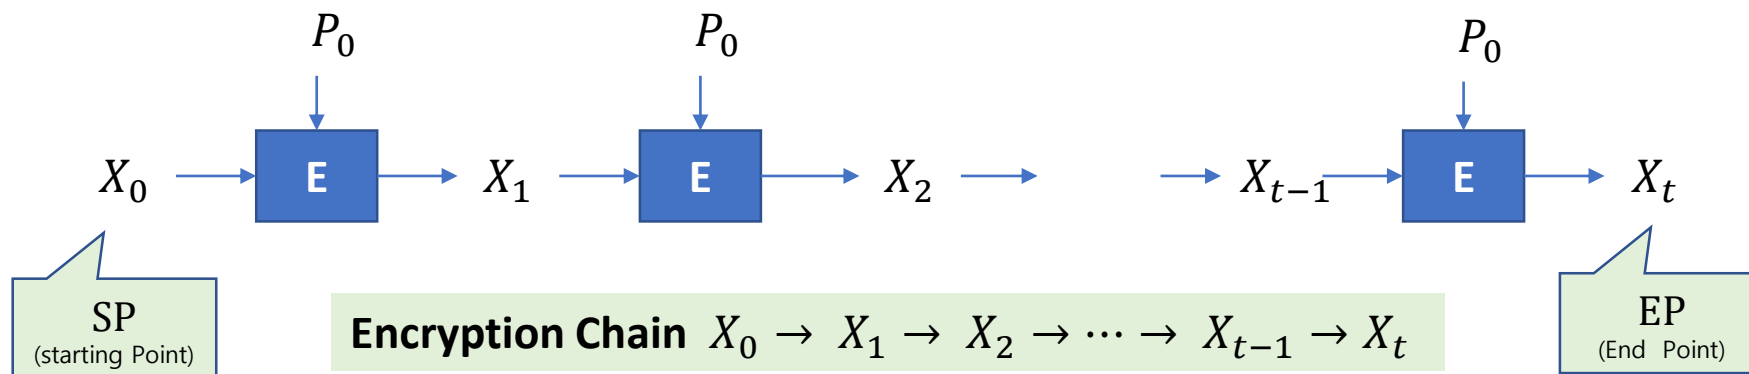 P₀ P₀ P₀
X₀ E X₁ E X₂ Xₜ₋₁ E Xₜ
SP
(starting Point)
Encryption Chain X₀ → X₁ → X₂ → ⋯ → Xₜ₋₁ → Xₜ
EP
(End Point)